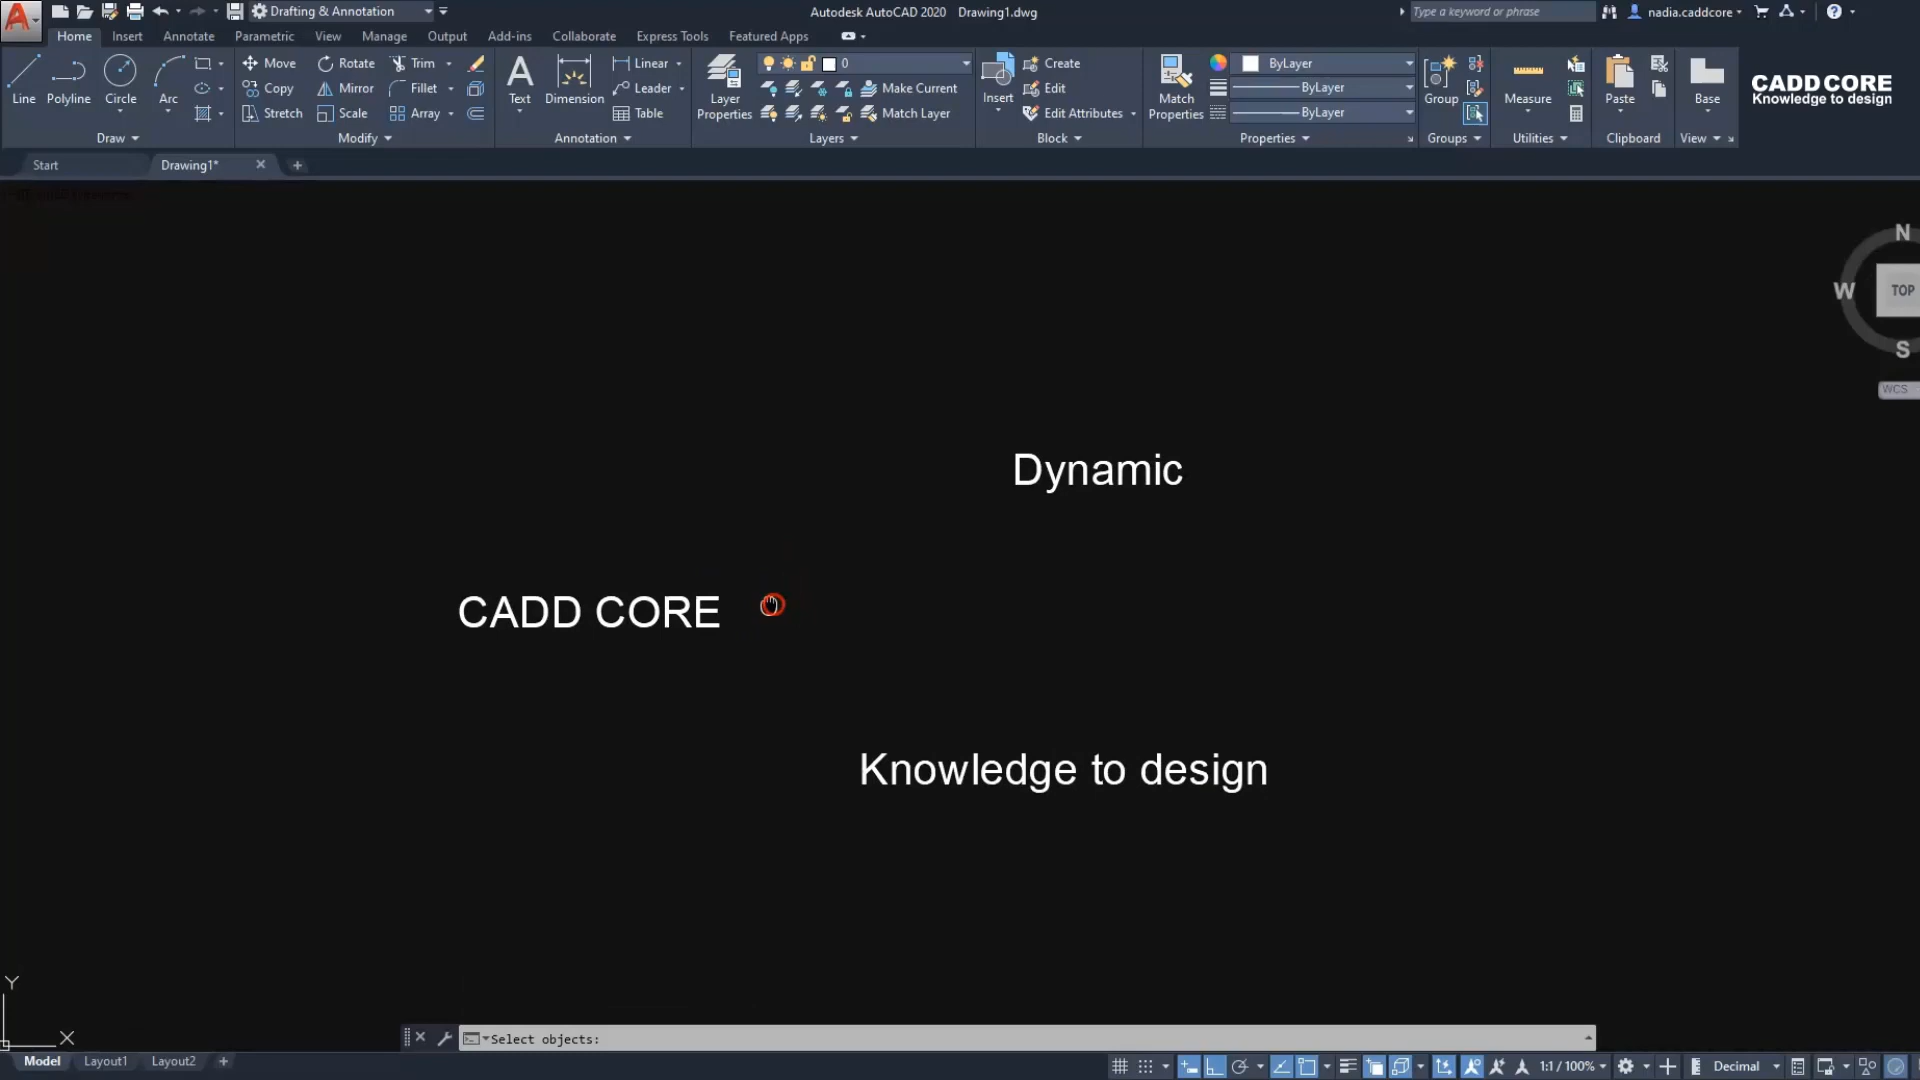 Drafting & Annotation
Autodesk AutoCAD 2020 Drawing1.dwg
Type a keyword or phrase
nadia.caddcore
Home Insert Annotate Parametric View Manage Output Add-ins Collaborate Express Tools Featured Apps
Line
Polyline
Circle
Arc
Draw
Move Rotate Trim
Copy Mirror Fillet
Stretch Scale Array
Modify
Text
Dimension
Linear
Leader
Table
Annotation
Layer
Properties
0
Make Current
Match Layer
Layers
Insert
Create
Edit
Edit Attributes
Block
Match
Properties
ByLayer
ByLayer
ByLayer
Properties
Group
Groups
Measure
Utilities
Paste
Clipboard
Base
View
CADD CORE
Knowledge to design
Start Drawing1*
N
W
TOP
S
WCS
Dynamic
CADD CORE
Knowledge to design
Y
X
Select objects:
Model Layout1 Layout2
1:1 / 100% Decimal